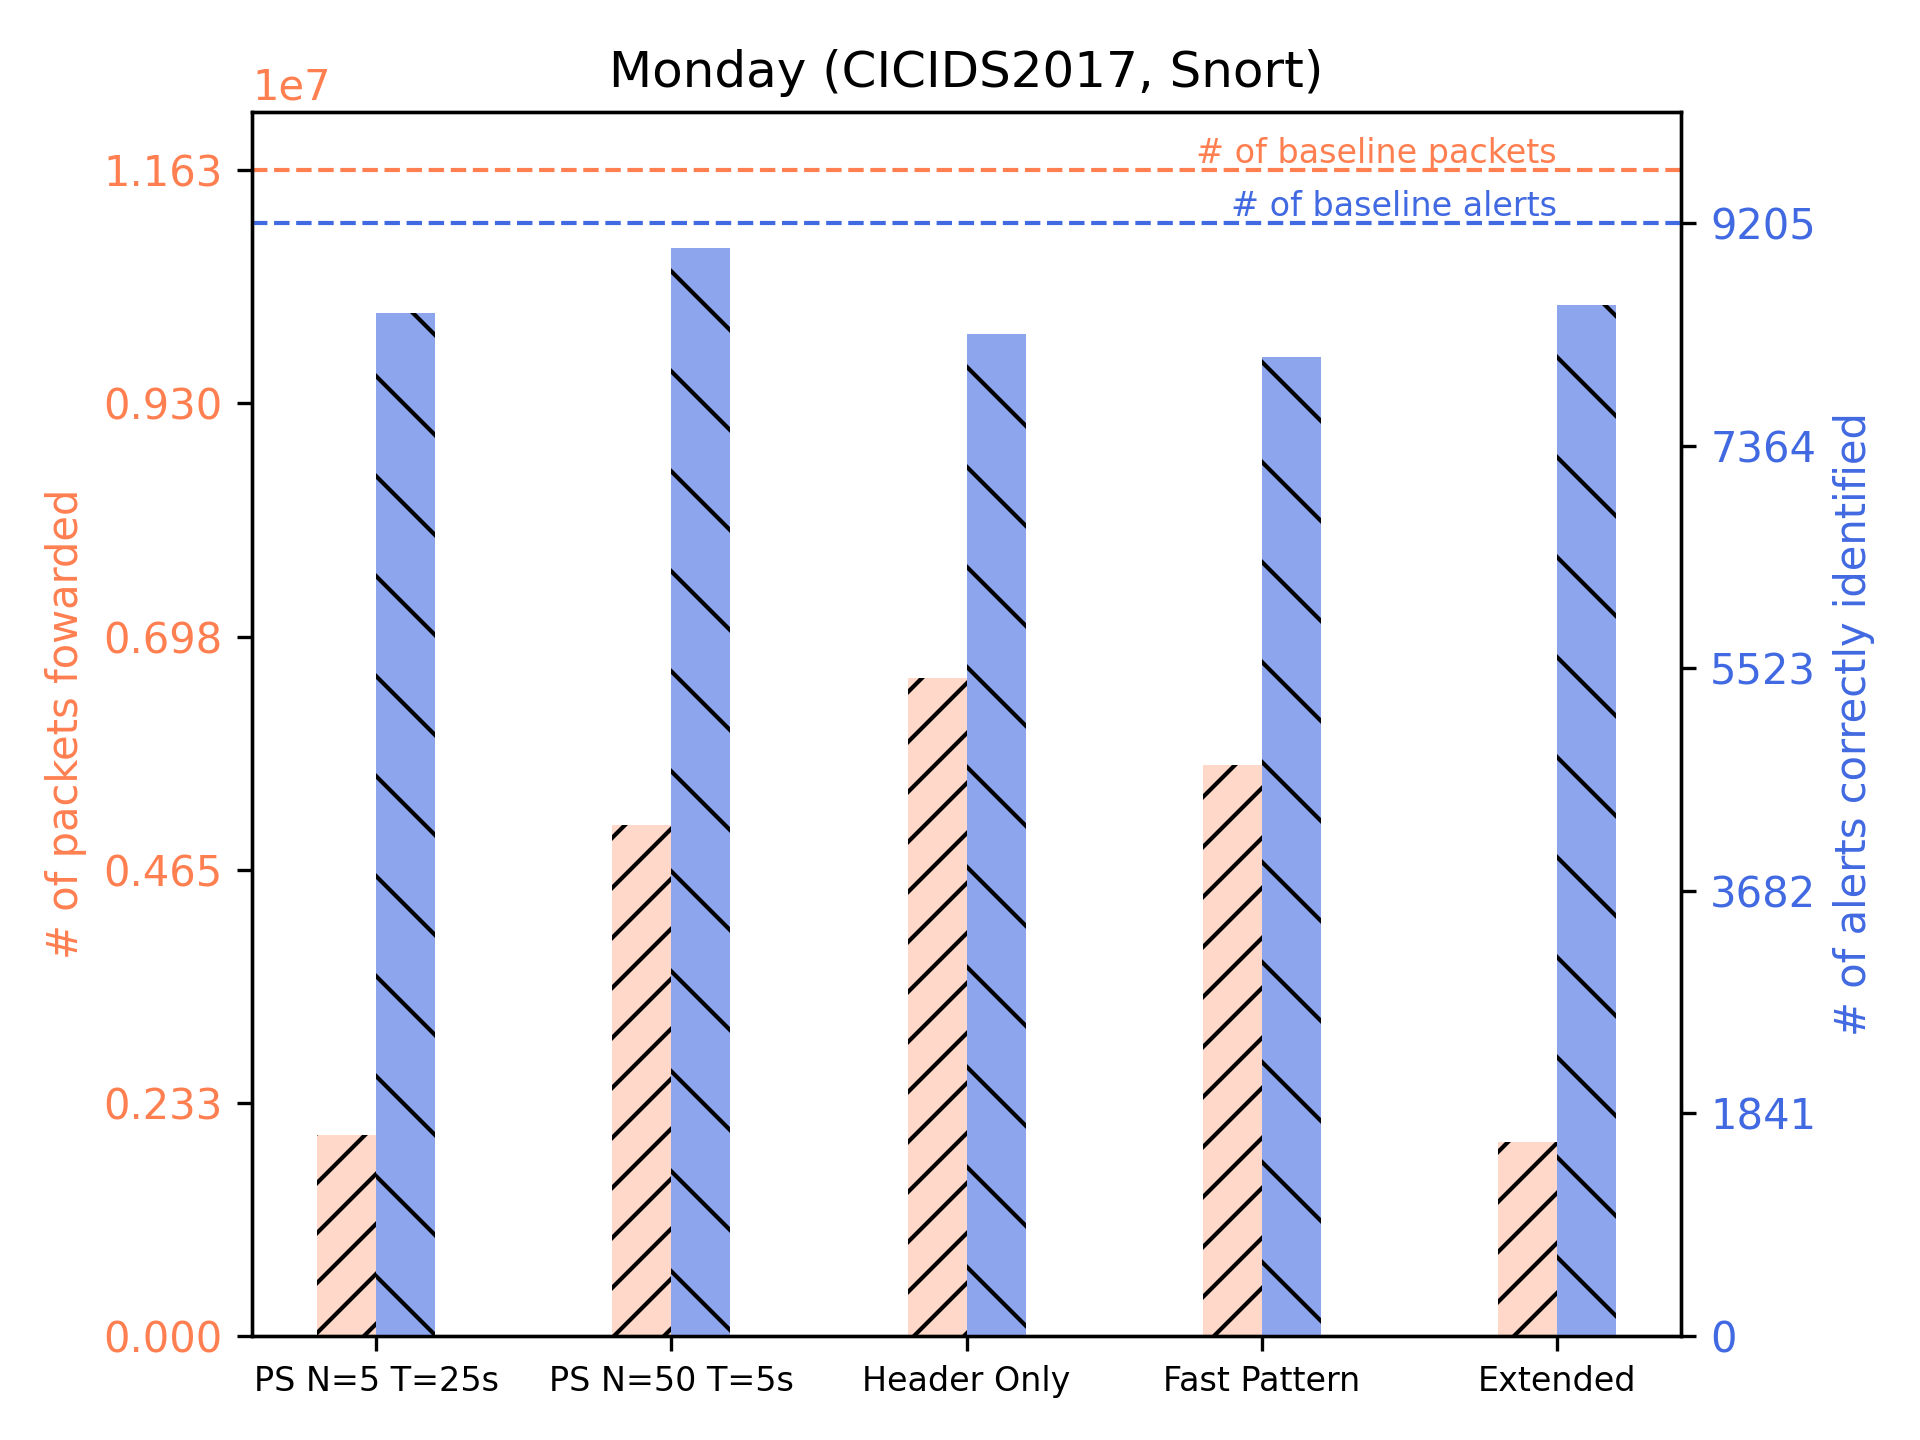 Monday (CICIDS2017, Snort)
1e7
# of baseline packets
# of baseline alerts
1.163
0.930
0.698
0.465
0.233
0.000
# of packets fowarded
9205
7364
5523
3682
1841
0
# of alerts correctly identified
PS N=5 T=25s
PS N=50 T=5s
Header Only
Fast Pattern
Extended